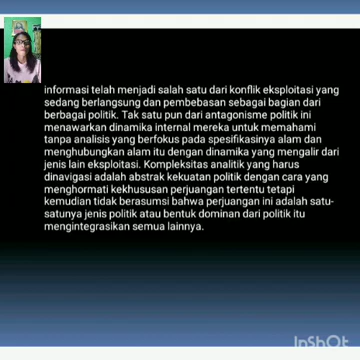 informasi telah menjadi salah satu dari konflik eksploitasi yang
sedang berlangsung dan pembebasan sebagai bagian dari
berbagai politik. Tak satu pun dari antagonisme politik ini
menawarkan dinamika internal mereka untuk memahami
tanpa analisis yang berfokus pada spesifikasinya alam dan
menghubungkan alam itu dengan dinamika yang mengalir dari
jenis lain eksploitasi. Kompleksitas analitik yang harus
dinavigasi adalah abstrak kekuatan politik dengan cara yang
menghormati kekhususan perjuangan tertentu tetapi
kemudian tidak berasumsi bahwa perjuangan ini adalah satu-
satunya jenis politik atau bentuk dominan dari politik itu
mengintegrasikan semua lainnya.
InShOt